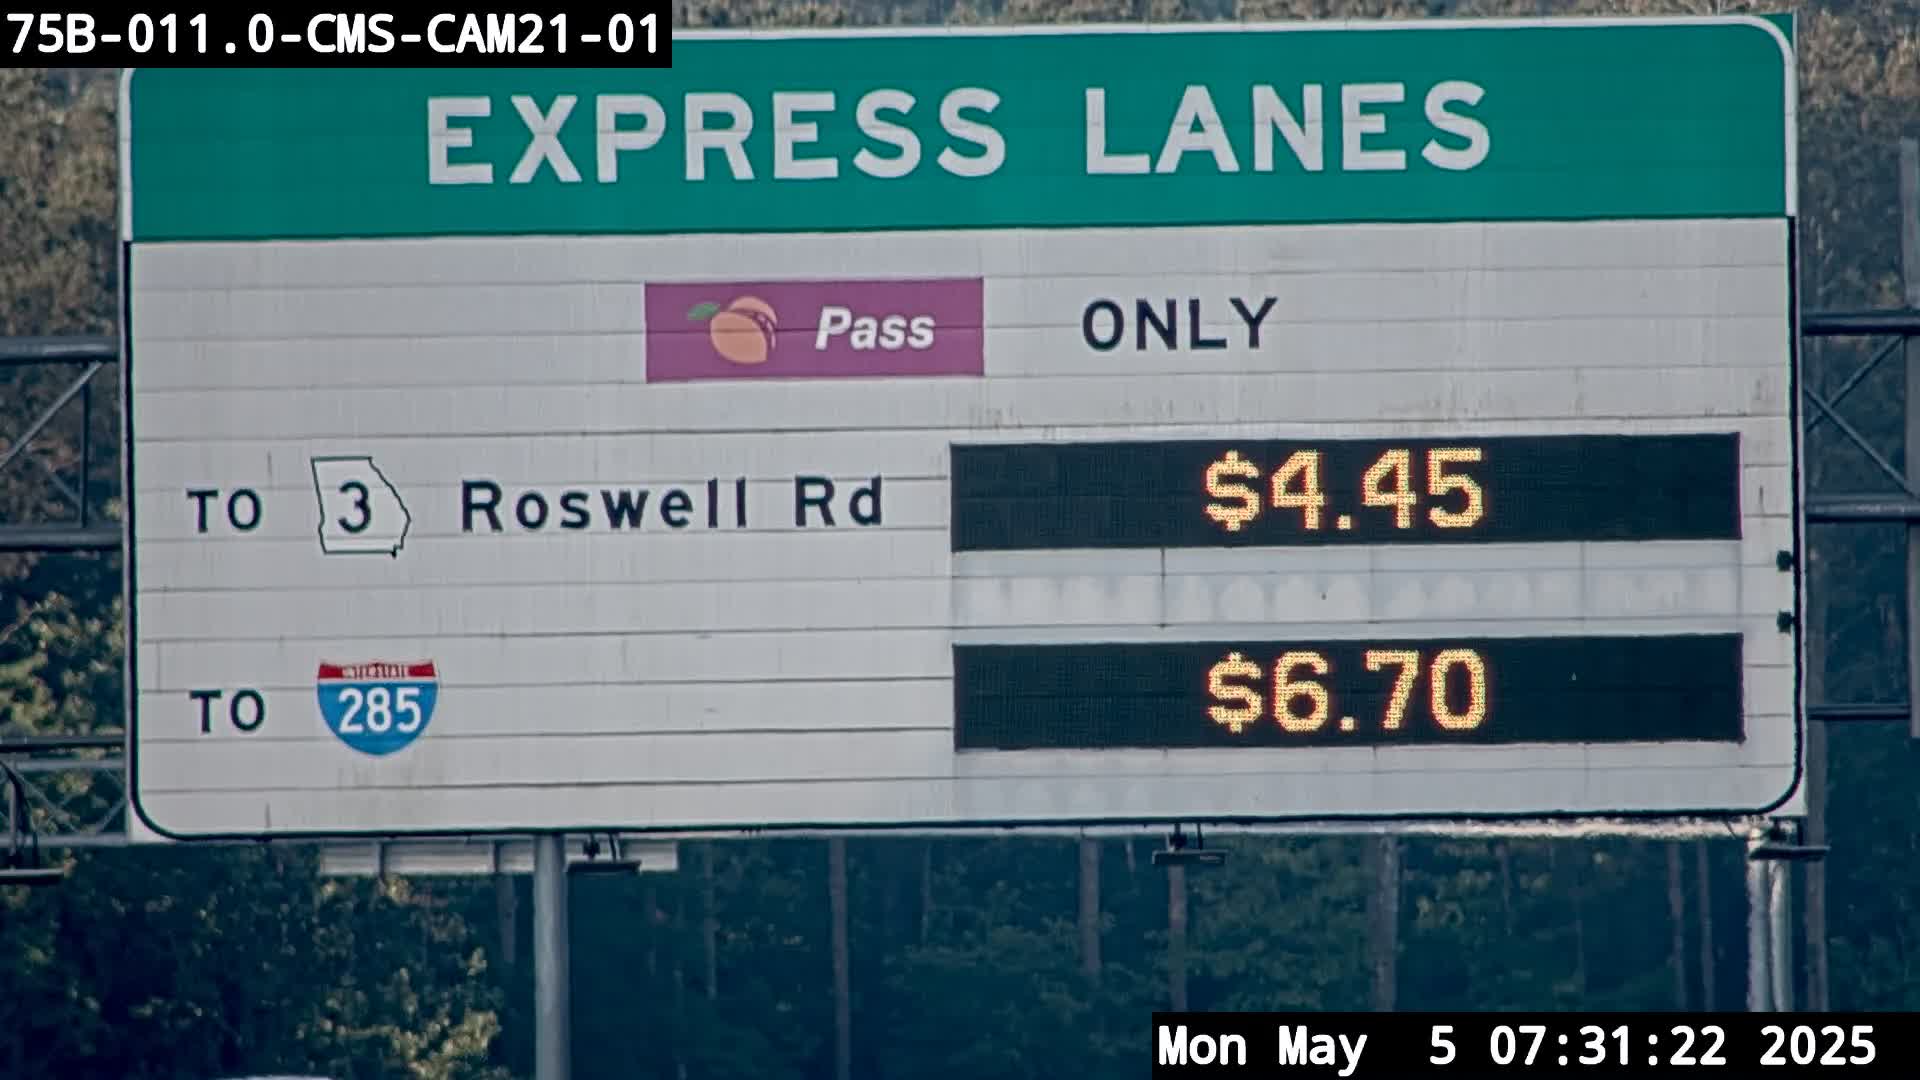 75B-011.0-CMS-CAM21-01
EXPRESS LANES
Pass ONLY
TO 3 Roswell Rd $4.45
INTERSTATE
TO 285 $6.70
Mon May 5 07:31:22 2025